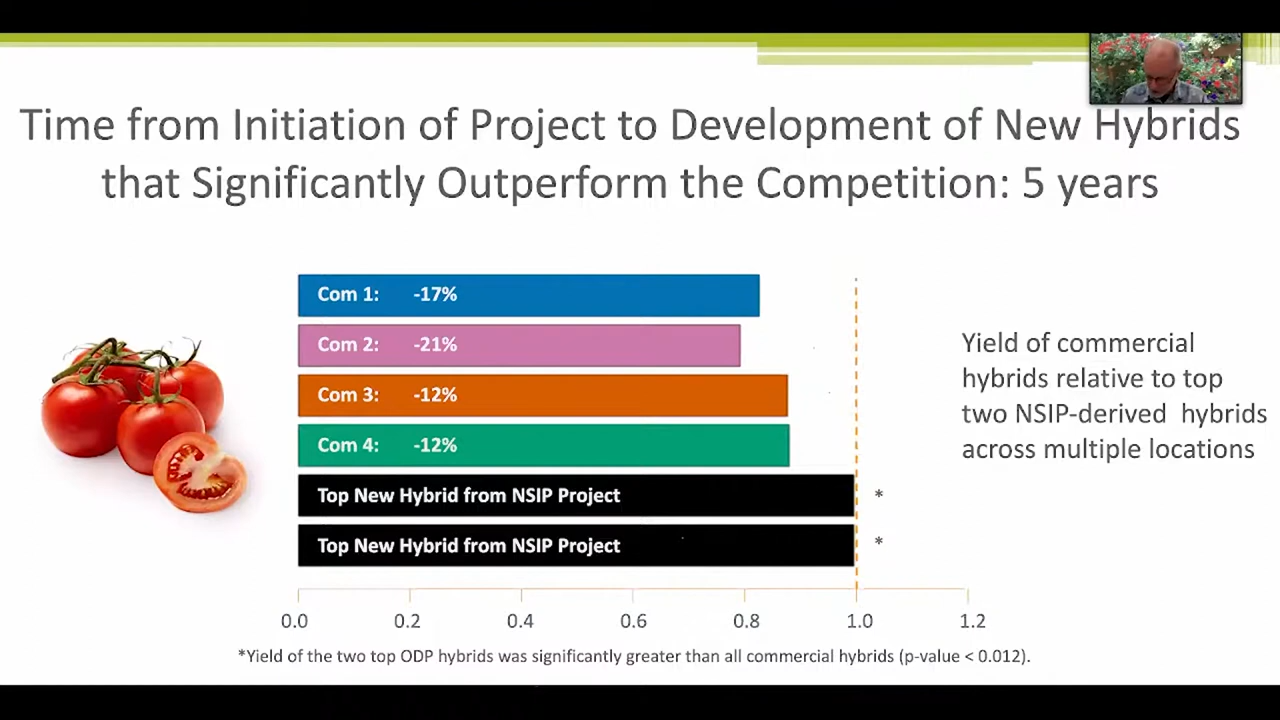 Time from Initiation of Project to Development of New Hybrids
that Significantly Outperform the Competition: 5 years
Com 1: -17%
Com 2: -21%
Com 3: -12%
Com 4: -12%
Top New Hybrid from NSIP Project *
Top New Hybrid from NSIP Project *
0.0 0.2 0.4 0.6 0.8 1.0 1.2
Yield of commercial
hybrids relative to top
two NSIP-derived hybrids
across multiple locations
*Yield of the two top ODP hybrids was significantly greater than all commercial hybrids (p-value < 0.012).